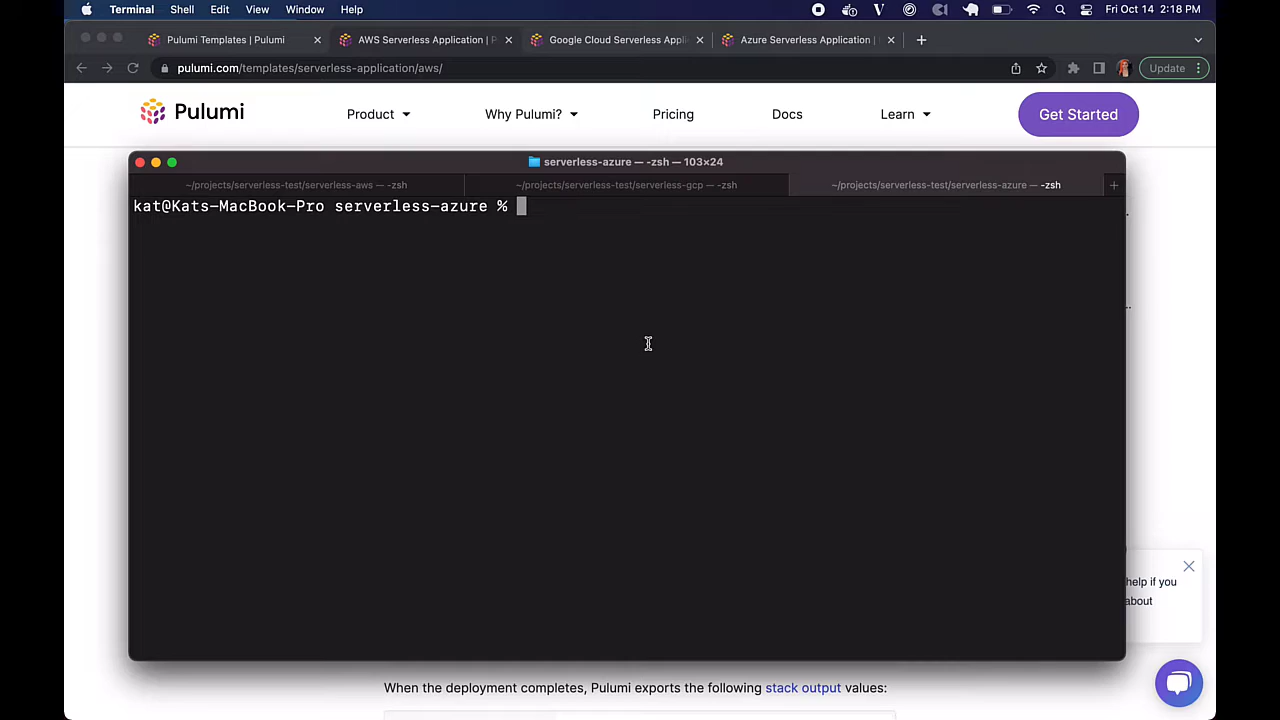 Terminal Shell Edit View Window Help Fri Oct 14 2:18 PM
Pulumi Templates | Pulumi AWS Serverless Application | P Google Cloud Serverless Appli Azure Serverless Application |
pulumi.com/templates/serverless-application/aws/ Update
Pulumi Product Why Pulumi? Pricing Docs Learn Get Started
serverless-azure — -zsh — 103×24
~/projects/serverless-test/serverless-aws — -zsh ~/projects/serverless-test/serverless-gcp — -zsh ~/projects/serverless-test/serverless-azure — -zsh
kat@Kats-MacBook-Pro serverless-azure %
help if you
about
When the deployment completes, Pulumi exports the following stack output values: